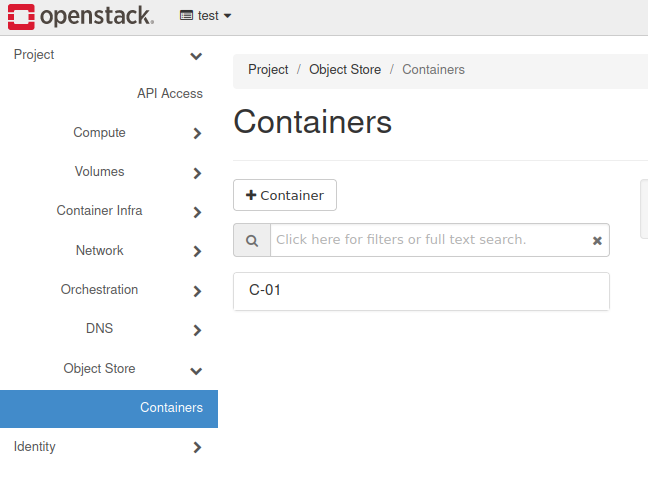 openstack.
test
Project
API Access
Compute
Volumes
Container Infra
Network
Orchestration
DNS
Object Store
Containers
Identity
Project / Object Store / Containers
Containers
+ Container
Click here for filters or full text search.
C-01